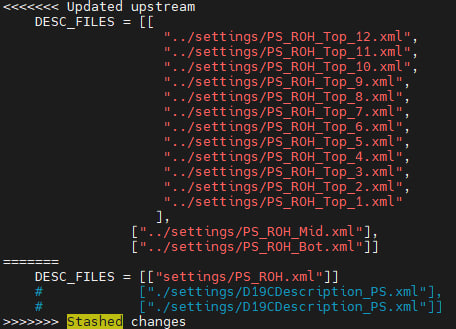 <<<<<<< Updated upstream
DESC_FILES = [[
"../settings/PS_ROH_Top_12.xml",
"../settings/PS_ROH_Top_11.xml",
"../settings/PS_ROH_Top_10.xml",
"../settings/PS_ROH_Top_9.xml",
"../settings/PS_ROH_Top_8.xml",
"../settings/PS_ROH_Top_7.xml",
"../settings/PS_ROH_Top_6.xml",
"../settings/PS_ROH_Top_5.xml",
"../settings/PS_ROH_Top_4.xml",
"../settings/PS_ROH_Top_3.xml",
"../settings/PS_ROH_Top_2.xml",
"../settings/PS_ROH_Top_1.xml"
],
["../settings/PS_ROH_Mid.xml"],
["../settings/PS_ROH_Bot.xml"]]
=======
DESC_FILES = [["settings/PS_ROH.xml"]]
# ["./settings/D19CDescription_PS.xml"],
# ["./settings/D19CDescription_PS.xml"]]
>>>>>>> Stashed changes